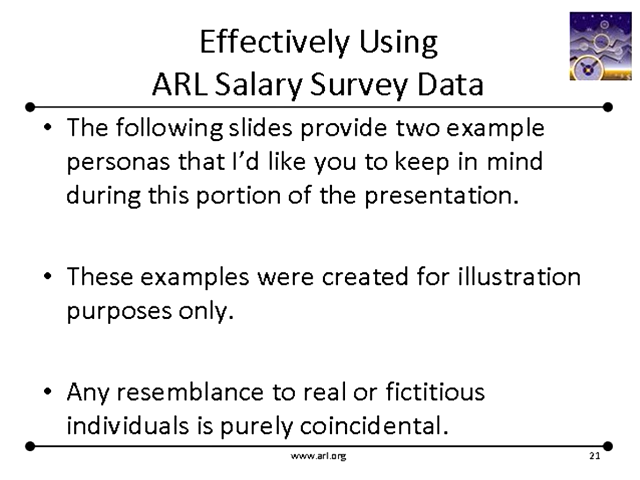 Effectively Using
ARL Salary Survey Data
• The following slides provide two example
personas that I'd like you to keep in mind
during this portion of the presentation.
• These examples were created for illustration
purposes only.
• Any resemblance to real or fictitious
individuals is purely coincidental.
www.arl.org
21